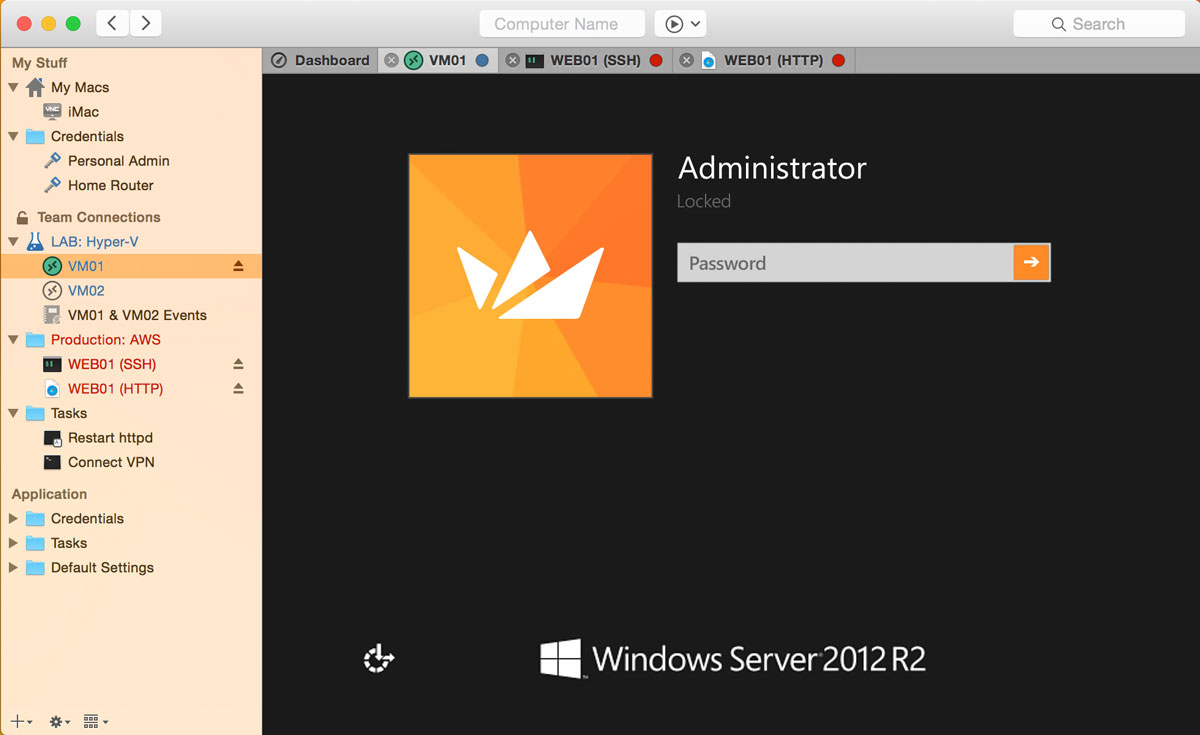 Computer Name
Search
My Stuff
My Macs
VNC
iMac
Credentials
Personal Admin
Home Router
Team Connections
LAB: Hyper-V
VM01
VM02
VM01 & VM02 Events
Production: AWS
WEB01 (SSH)
WEB01 (HTTP)
Tasks
Restart httpd
Connect VPN
Application
Credentials
Tasks
Default Settings
Dashboard
VM01
WEB01 (SSH)
WEB01 (HTTP)
Administrator
Locked
Password
Windows Server 2012 R2